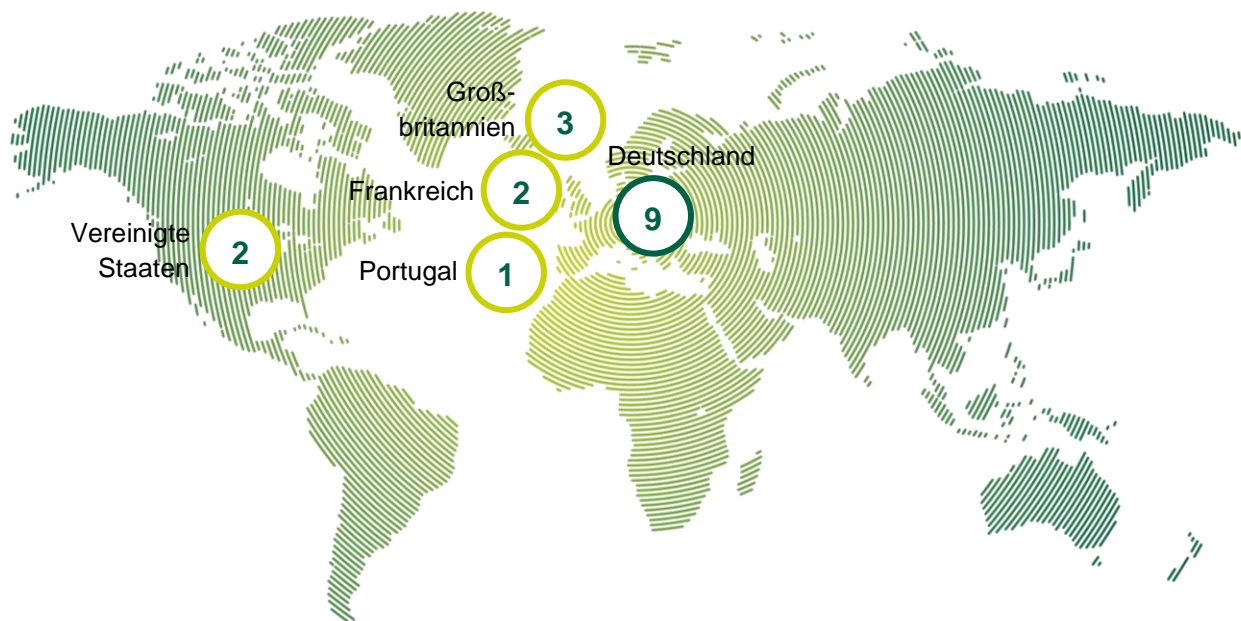 Groß-
britannien
3
Deutschland
9
Frankreich
2
Vereinigte
Staaten
2
Portugal
1